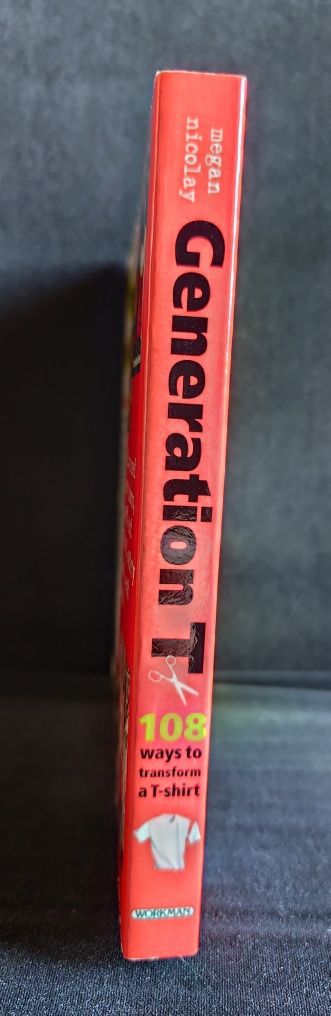 megan
nicolay
Generation T
108
ways to
transform
a T-shirt
WORKMAN